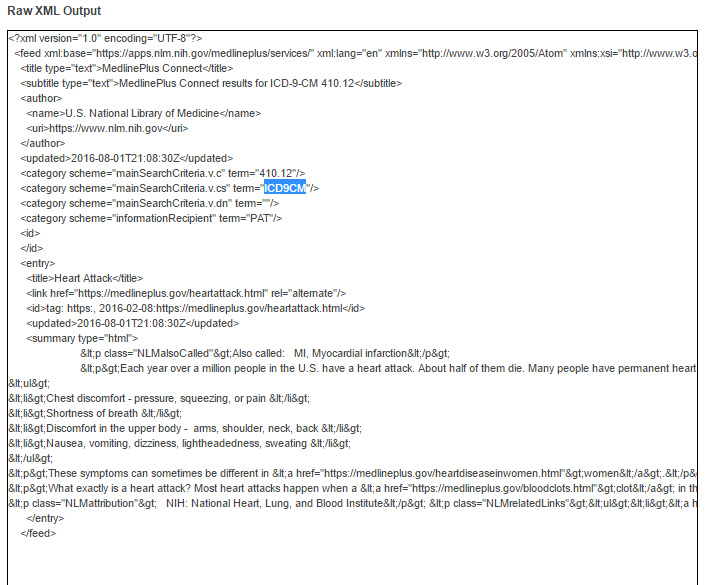 Raw XML Output
<?xml version="1.0" encoding="UTF-8"?>
<feed xml:base="https://apps.nlm.nih.gov/medlineplus/services/" xml:lang="en" xmlns="http://www.w3.org/2005/Atom" xmlns:xsi="http://www.w3.o
<title type="text">MedlinePlus Connect</title>
<subtitle type="text">MedlinePlus Connect results for ICD-9-CM 410.12</subtitle>
<author>
<name>U.S. National Library of Medicine</name>
<uri>https://www.nlm.nih.gov</uri>
</author>
<updated>2016-08-01T21:08:30Z</updated>
<category scheme="mainSearchCriteria.v.c" term="410.12"/>
<category scheme="mainSearchCriteria.v.cs" term="ICD9CM"/>
<category scheme="mainSearchCriteria.v.dn" term=""/>
<category scheme="informationRecipient" term="PAT"/>
<id>
</id>
<entry>
<title>Heart Attack</title>
<link href="https://medlineplus.gov/heartattack.html" rel="alternate"/>
<id>tag: https:, 2016-02-08:https://medlineplus.gov/heartattack.html</id>
<updated>2016-08-01T21:08:30Z</updated>
<summary type="html">
&lt;p class="NLMalsoCalled"&gt;Also called:   MI, Myocardial infarction&lt;/p&gt;
&lt;p&gt;Each year over a million people in the U.S. have a heart attack. About half of them die. Many people have permanent heart
&lt;ul&gt;
&lt;li&gt;Chest discomfort - pressure, squeezing, or pain &lt;/li&gt;
&lt;li&gt;Shortness of breath &lt;/li&gt;
&lt;li&gt;Discomfort in the upper body -  arms, shoulder, neck, back &lt;/li&gt;
&lt;li&gt;Nausea, vomiting, dizziness, lightheadedness, sweating &lt;/li&gt;
&lt;/ul&gt;
&lt;p&gt;These symptoms can sometimes be different in &lt;a href="https://medlineplus.gov/heartdiseaseinwomen.html"&gt;women&lt;/a&gt;.&lt;/p&
&lt;p&gt;What exactly is a heart attack? Most heart attacks happen when a &lt;a href="https://medlineplus.gov/bloodclots.html"&gt;clot&lt;/a&gt; in th
&lt;p class="NLMattribution"&gt;   NIH: National Heart, Lung, and Blood Institute&lt;/p&gt; &lt;p class="NLMrelatedLinks"&gt;&lt;ul&gt;&lt;li&gt;&lt;a h
</entry>
</feed>